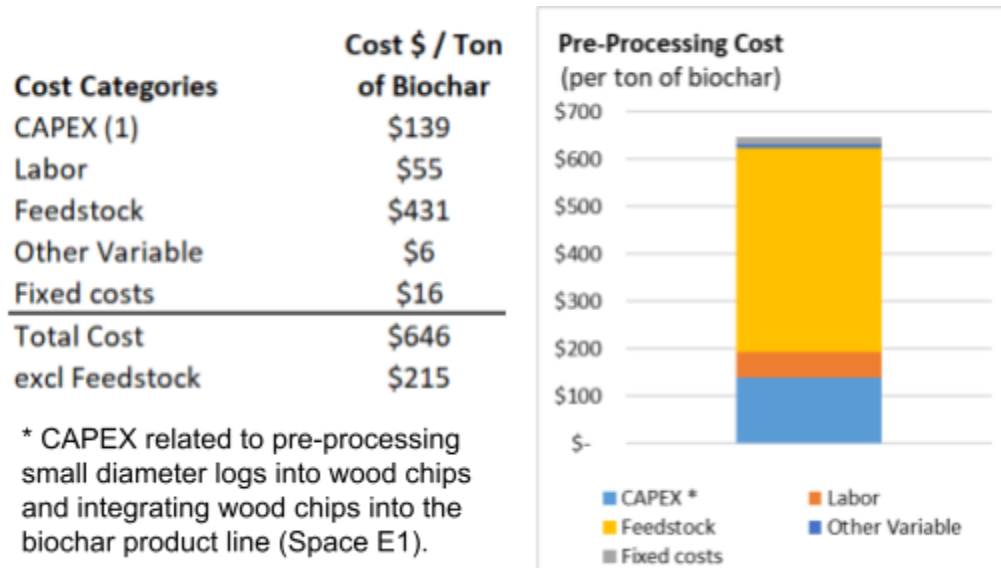 Cost $ / Ton
Cost Categories of Biochar
CAPEX (1) $139
Labor $55
Feedstock $431
Other Variable $6
Fixed costs $16
Total Cost $646
excl Feedstock $215
* CAPEX related to pre-processing
small diameter logs into wood chips
and integrating wood chips into the
biochar product line (Space E1).
Pre-Processing Cost
(per ton of biochar)
$700
$600
$500
$400
$300
$200
$100
$-
CAPEX * Labor
Feedstock Other Variable
Fixed costs